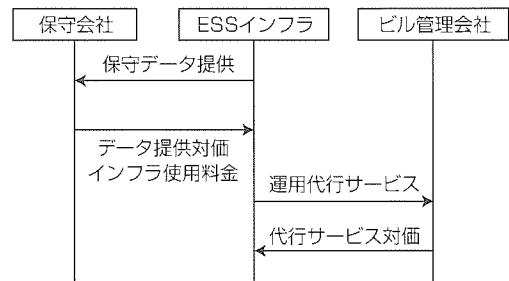 保守会社
ESSインフラ
ビル管理会社
保守データ提供
データ提供対価
インフラ使用料金
運用代行サービス
代行サービス対価